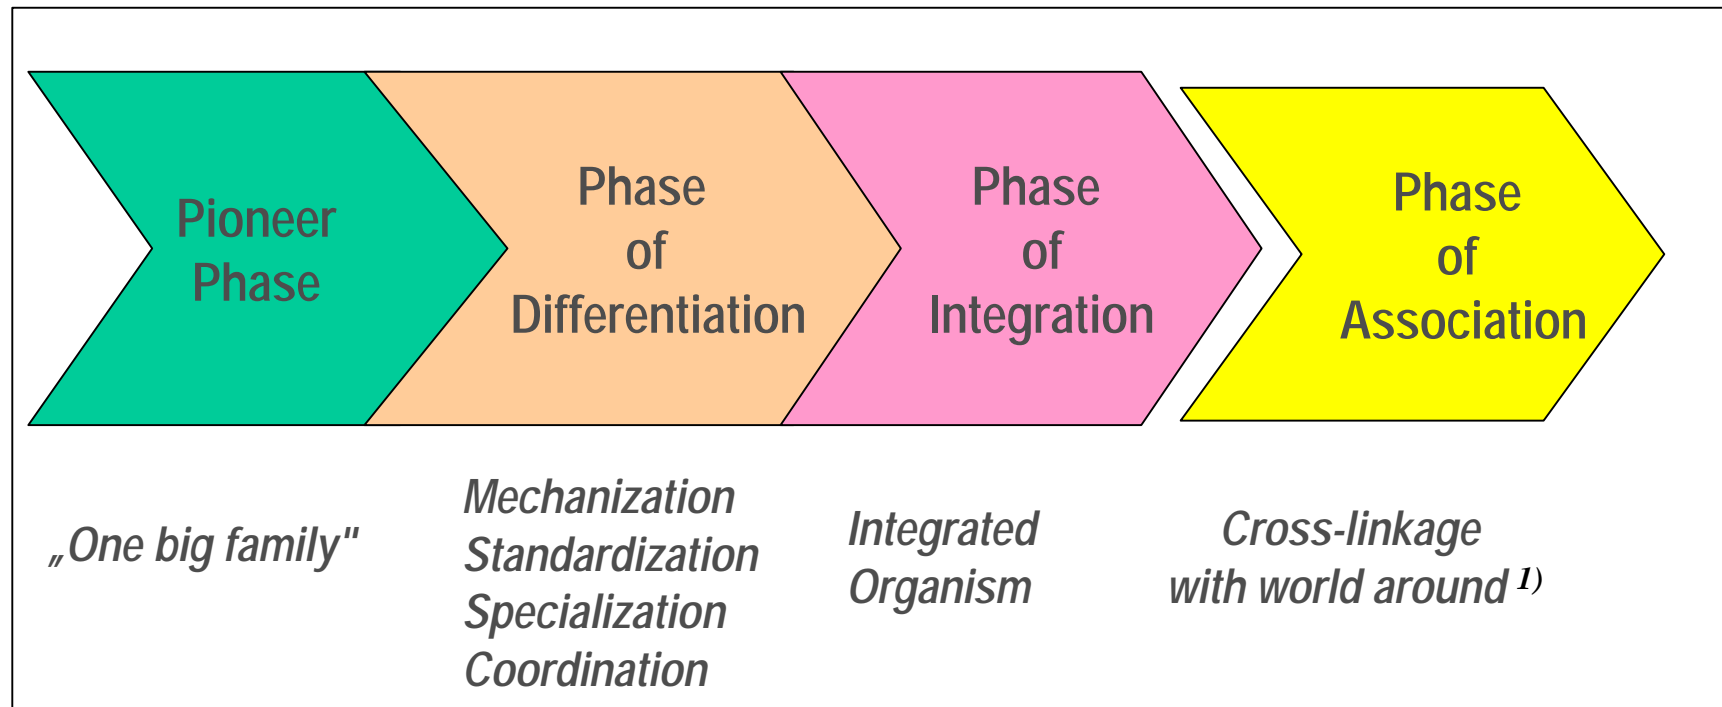 Pioneer
Phase
Phase
of
Differentiation
Phase
of
Integration
Phase
of
Association
„One big family"
Mechanization
Standardization
Specialization
Coordination
Integrated
Organism
Cross-linkage
with world around 1)